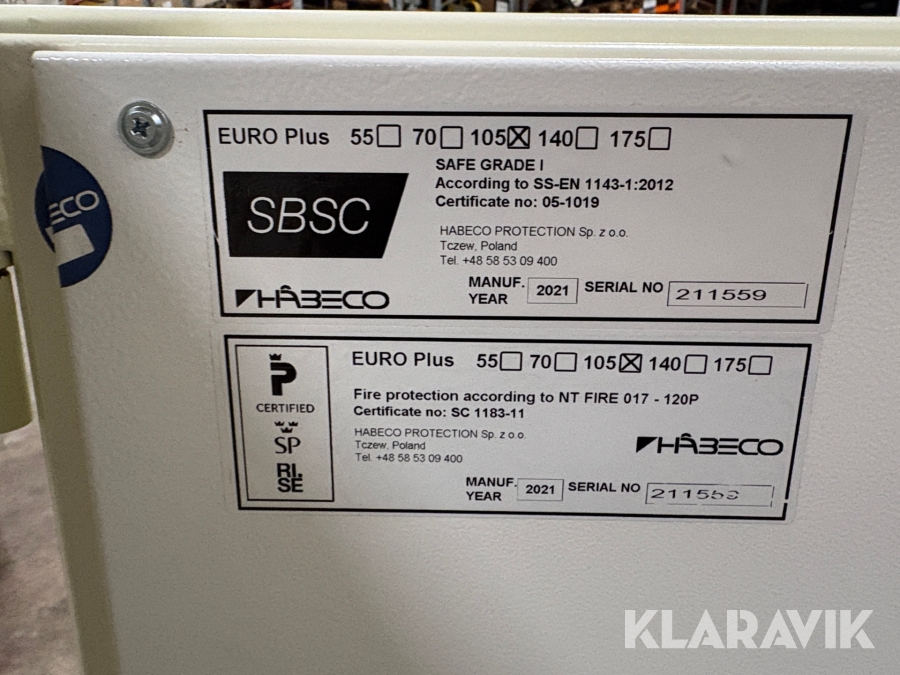 EURO Plus 55☐ 70☐ 105☒ 140☐ 175☐
SAFE GRADE I
According to SS-EN 1143-1:2012
Certificate no: 05-1019
SBSC
HABECO PROTECTION Sp. z o.o.
Tczew, Poland
Tel. +48 58 53 09 400
HÂBECO
MANUF. YEAR 2021 SERIAL NO 211559
ECO
EURO Plus 55☐ 70☐ 105☒ 140☐ 175☐
P
CERTIFIED
SP
RI.
SE
Fire protection according to NT FIRE 017 - 120P
Certificate no: SC 1183-11
HABECO PROTECTION Sp. z o.o.
Tczew, Poland
Tel. +48 58 53 09 400
HÂBECO
MANUF. YEAR 2021 SERIAL NO 211559
KLARAVIK